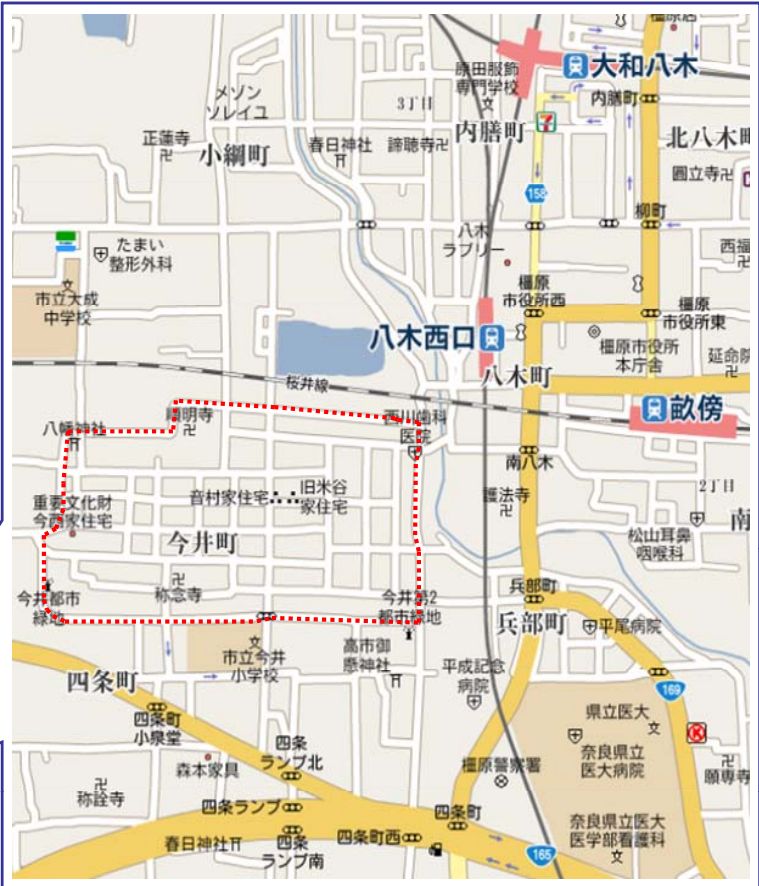 橿原店
原田服飾
専門学校
大和八木
メゾン
ソレイユ
3丁目
内膳町
正蓮寺
小綱町
春日神社
諦聴寺
内膳町
北八木町
圓立寺
158
柳町
八木
ラブリー
西福
たまい
整形外科
市立大成
中学校
橿原
市役所西
橿原
市役所東
八木西口
橿原市役所
本庁舎
延命院
八木町
桜井線
畝傍
八幡神社
順明寺
西川歯科
医院
南八木
2丁目
重要文化財
今西家住宅
音村家住宅
旧米谷
家住宅
護法寺
南
松山耳鼻
咽喉科
今井町
称念寺
今井都市
緑地
今井第2
都市緑地
兵部町
兵部町
平尾病院
市立今井
小学校
高市御
懸神社
平成記念
病院
四条町
169
四条町
小泉堂
県立医大
K
奈良県立
医大病院
願専寺
四条
ランプ北
森本家具
橿原警察署
称詮寺
四条ランプ
四条町
四条町西
春日神社
四条
ランプ南
165
奈良県立医大
医学部看護科